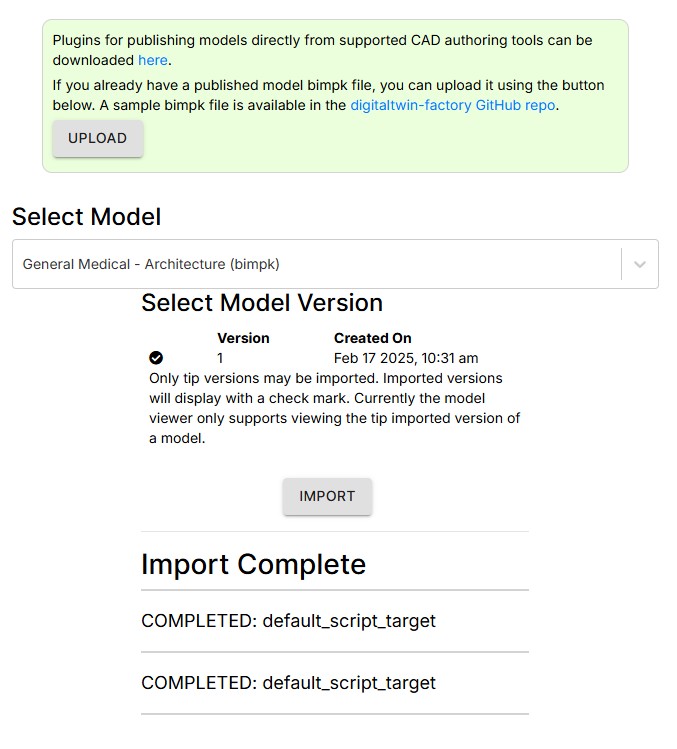 Plugins for publishing models directly from supported CAD authoring tools can be
downloaded here.
If you already have a published model bimpk file, you can upload it using the button
below. A sample bimpk file is available in the digitaltwin-factory GitHub repo.
UPLOAD
Select Model
General Medical - Architecture (bimpk)
Select Model Version
Version Created On
1 Feb 17 2025, 10:31 am
Only tip versions may be imported. Imported versions
will display with a check mark. Currently the model
viewer only supports viewing the tip imported version of
a model.
IMPORT
Import Complete
COMPLETED: default_script_target
COMPLETED: default_script_target